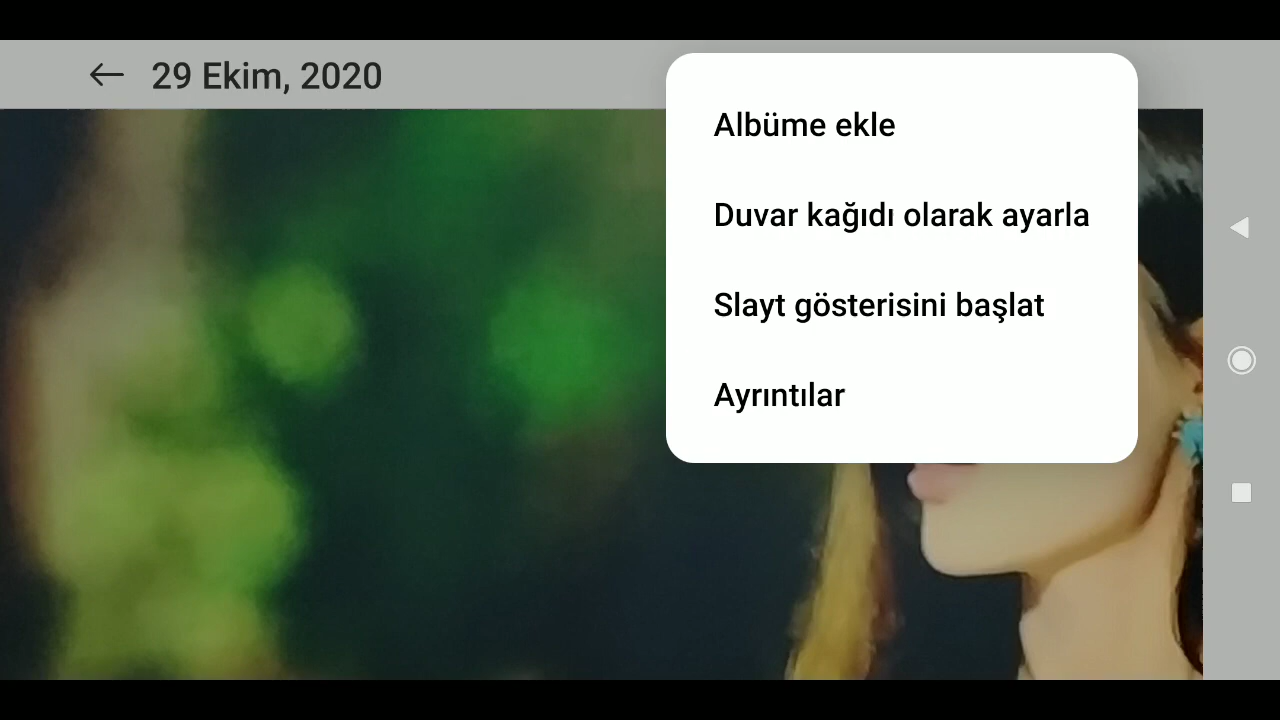 29 Ekim, 2020
Albüme ekle
Duvar kağıdı olarak ayarla
Slayt gösterisini başlat
Ayrıntılar